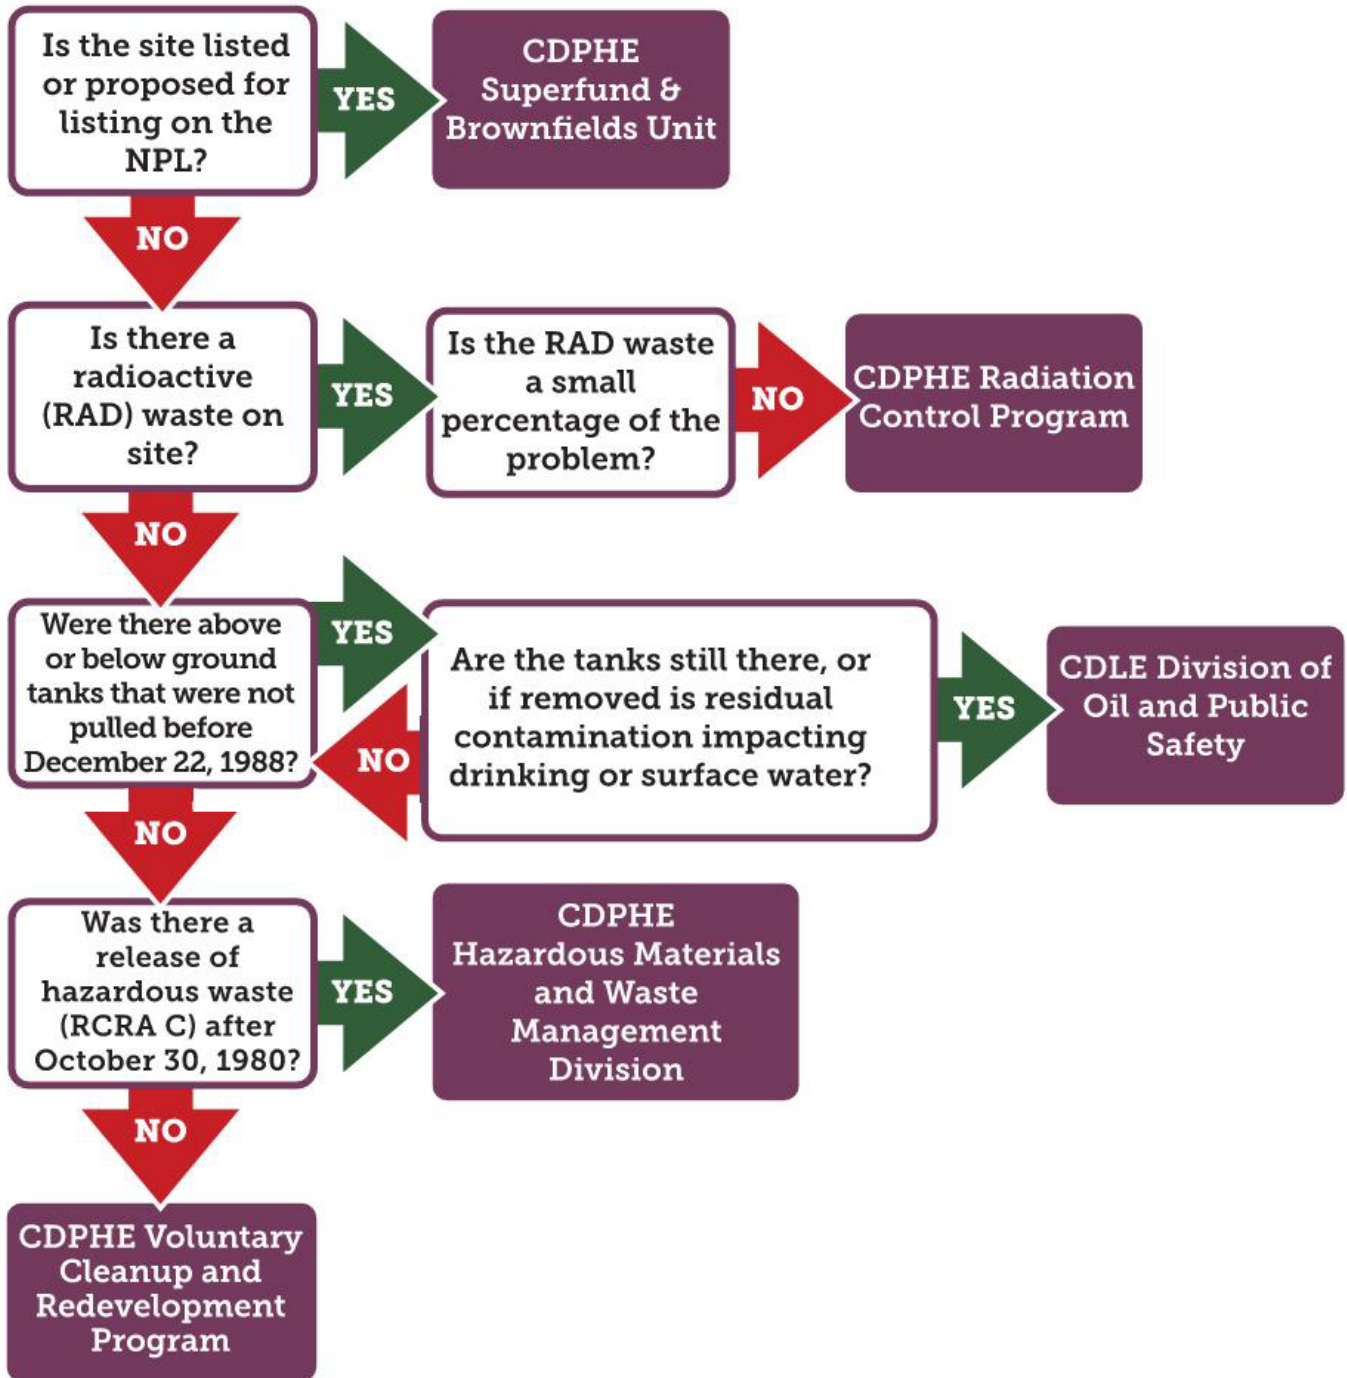 Is the site listed
or proposed for
listing on the
NPL?
YES
CDPHE
Superfund &
Brownfields Unit
NO
Is there a
radioactive
(RAD) waste on
site?
YES
Is the RAD waste
a small
percentage of the
problem?
NO
CDPHE Radiation
Control Program
NO
Were there above
or below ground
tanks that were not
pulled before
December 22, 1988?
YES
NO
Are the tanks still there, or
if removed is residual
contamination impacting
drinking or surface water?
YES
CDLE Division of
Oil and Public
Safety
NO
Was there a
release of
hazardous waste
(RCRA C) after
October 30, 1980?
YES
CDPHE
Hazardous Materials
and Waste
Management
Division
NO
CDPHE Voluntary
Cleanup and
Redevelopment
Program